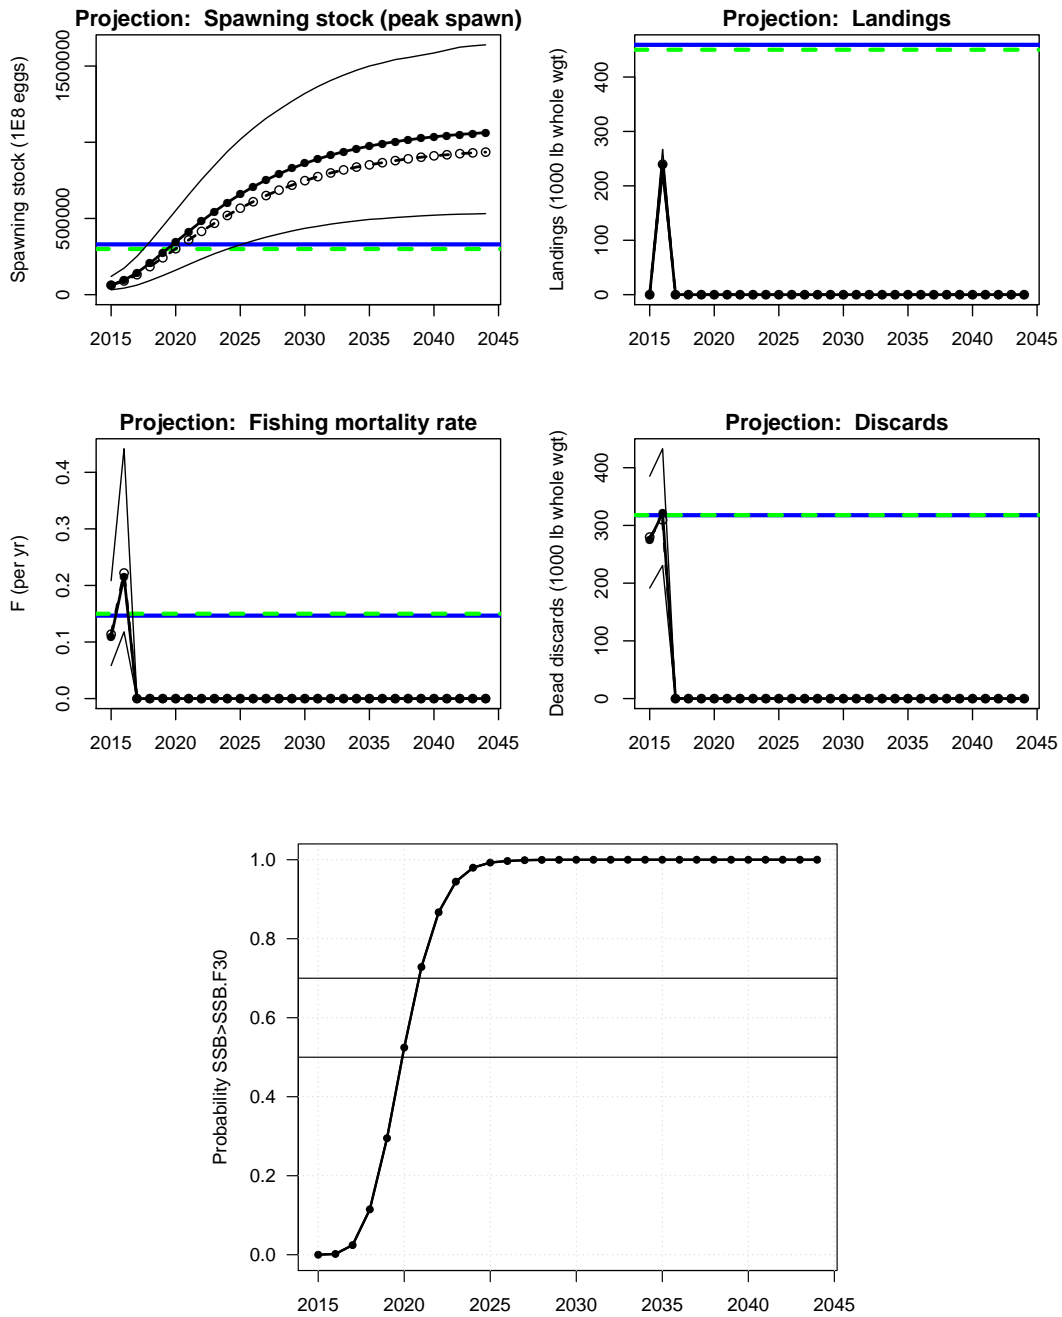 Projection: Spawning stock (peak spawn)
Spawning stock (1E8 eggs)
0
500000
1500000
2015 2020 2025 2030 2035 2040 2045
Projection: Landings
Landings (1000 lb whole wgt)
0
100
200
300
400
2015 2020 2025 2030 2035 2040 2045
Projection: Fishing mortality rate
F (per yr)
0.0
0.1
0.2
0.3
0.4
2015 2020 2025 2030 2035 2040 2045
Projection: Discards
Dead discards (1000 lb whole wgt)
0
100
200
300
400
2015 2020 2025 2030 2035 2040 2045
Probability SSB>SSB.F30
1.0
0.8
0.6
0.4
0.2
0.0
2015 2020 2025 2030 2035 2040 2045